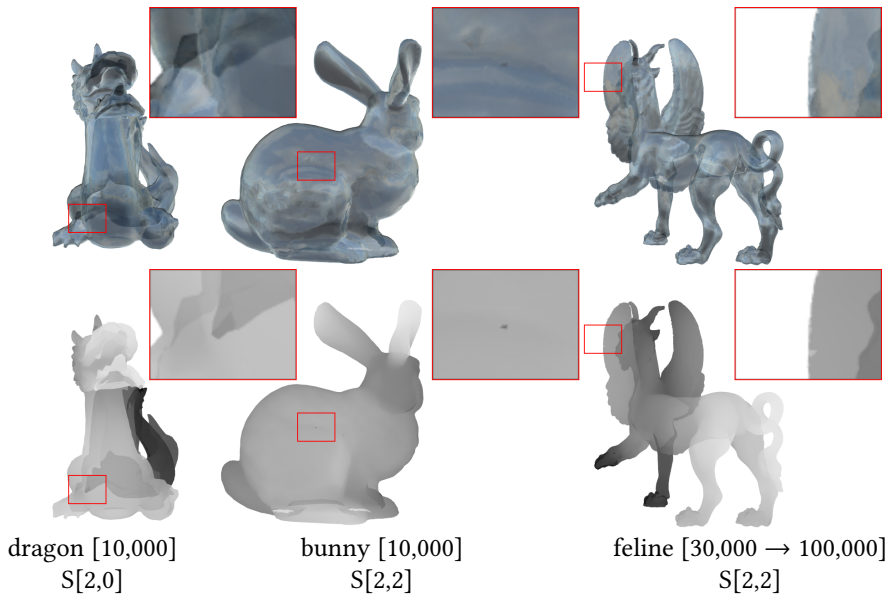 dragon [10,000]
S[2,0]
bunny [10,000]
S[2,2]
feline [30,000 → 100,000]
S[2,2]